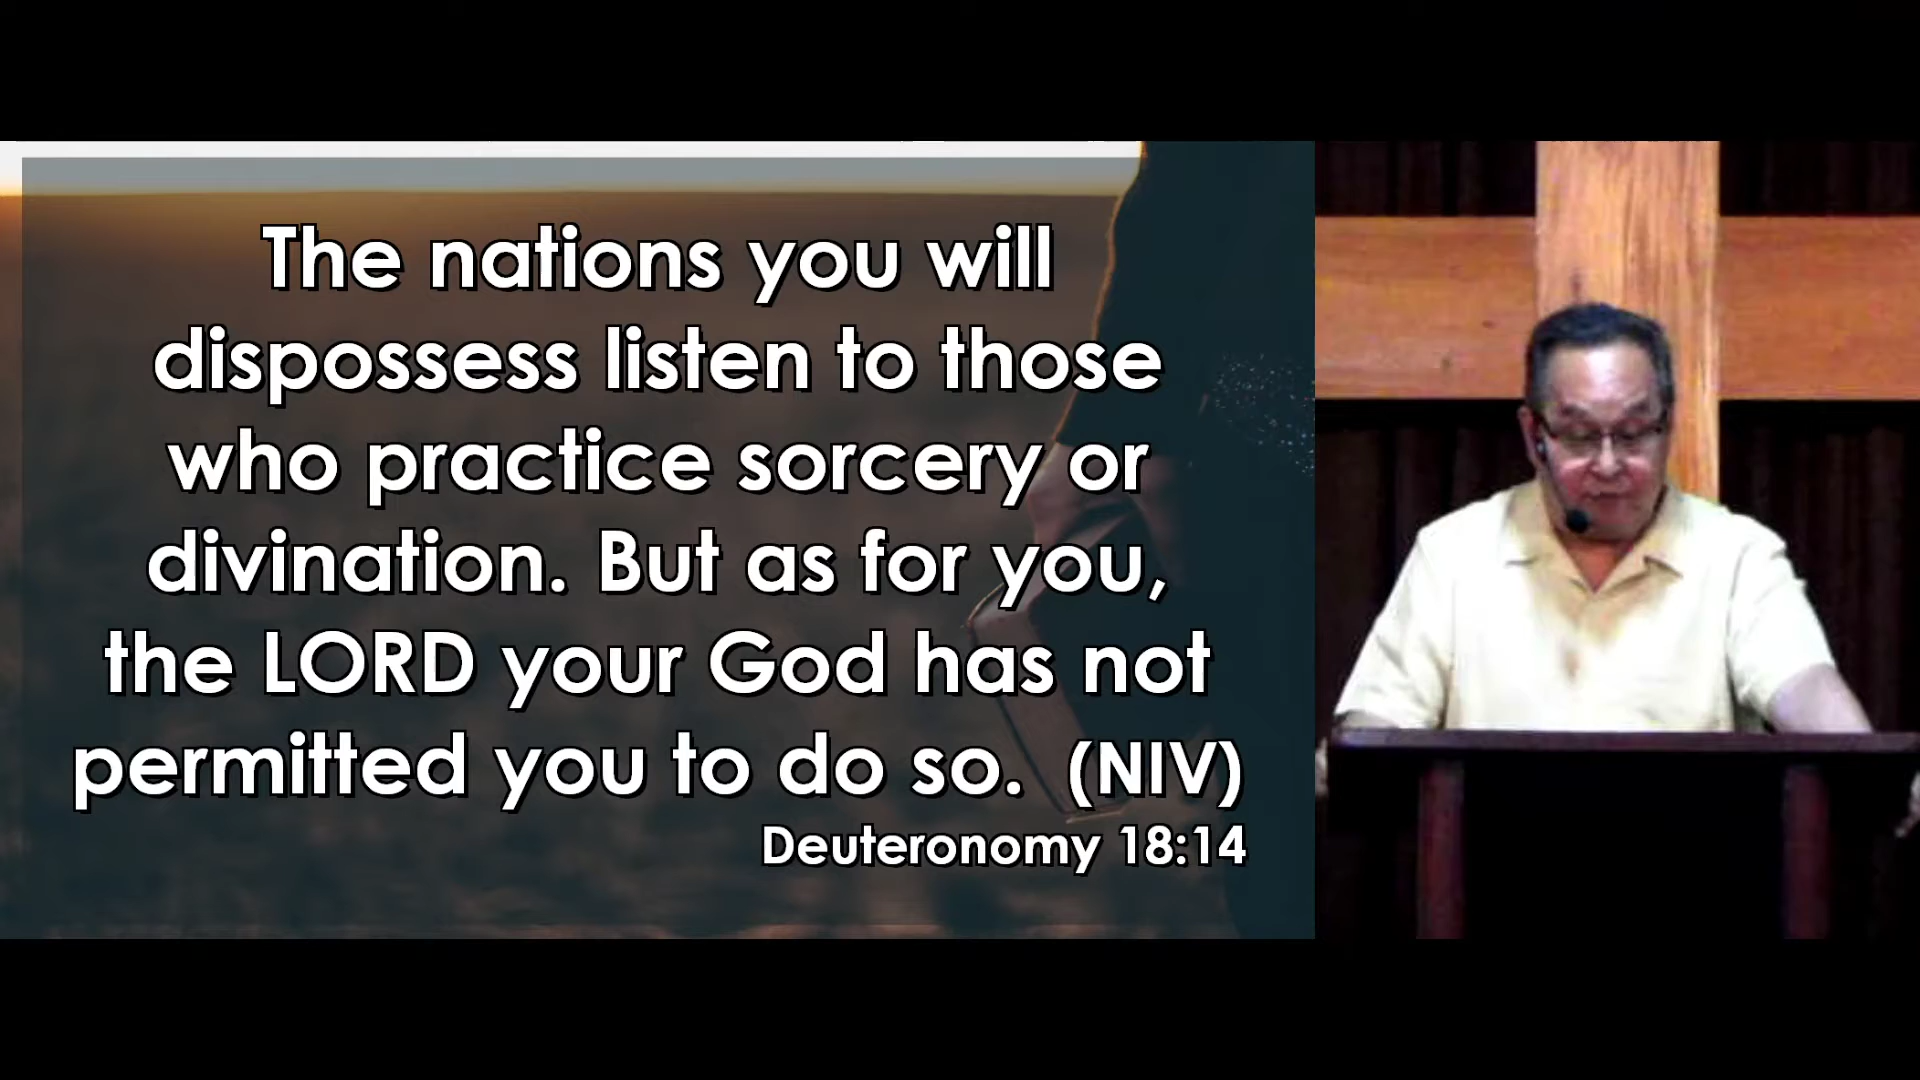 The nations you will
dispossess listen to those
who practice sorcery or
divination. But as for you,
the LORD your God has not
permitted you to do so. (NIV)
Deuteronomy 18:14